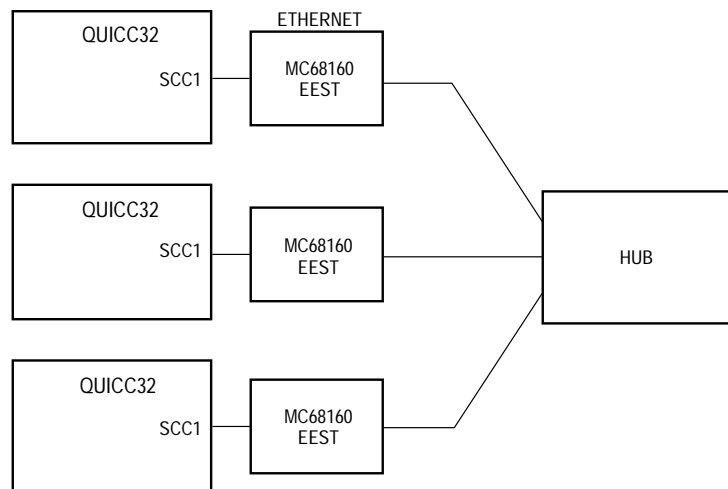 ETHERNET
QUICC32
SCC1
MC68160
EEST
QUICC32
SCC1
MC68160
EEST
HUB
QUICC32
SCC1
MC68160
EEST